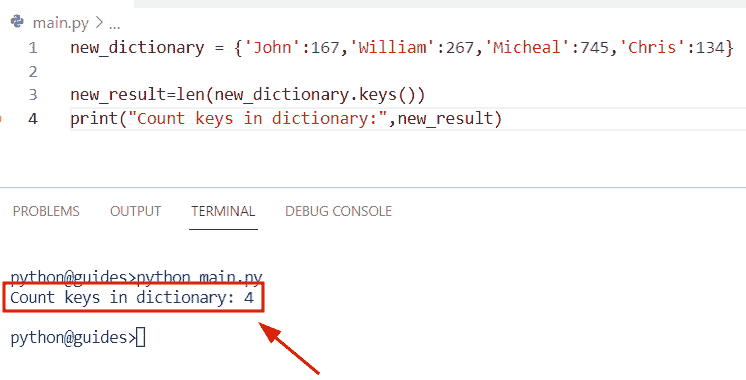 main.py > ...
1 new_dictionary = {'John':167,'William':267,'Micheal':745,'Chris':134}
2
3 new_result=len(new_dictionary.keys())
4 print("Count keys in dictionary:",new_result)
PROBLEMS OUTPUT TERMINAL DEBUG CONSOLE
python@guides>python main.py
Count keys in dictionary: 4
python@guides>